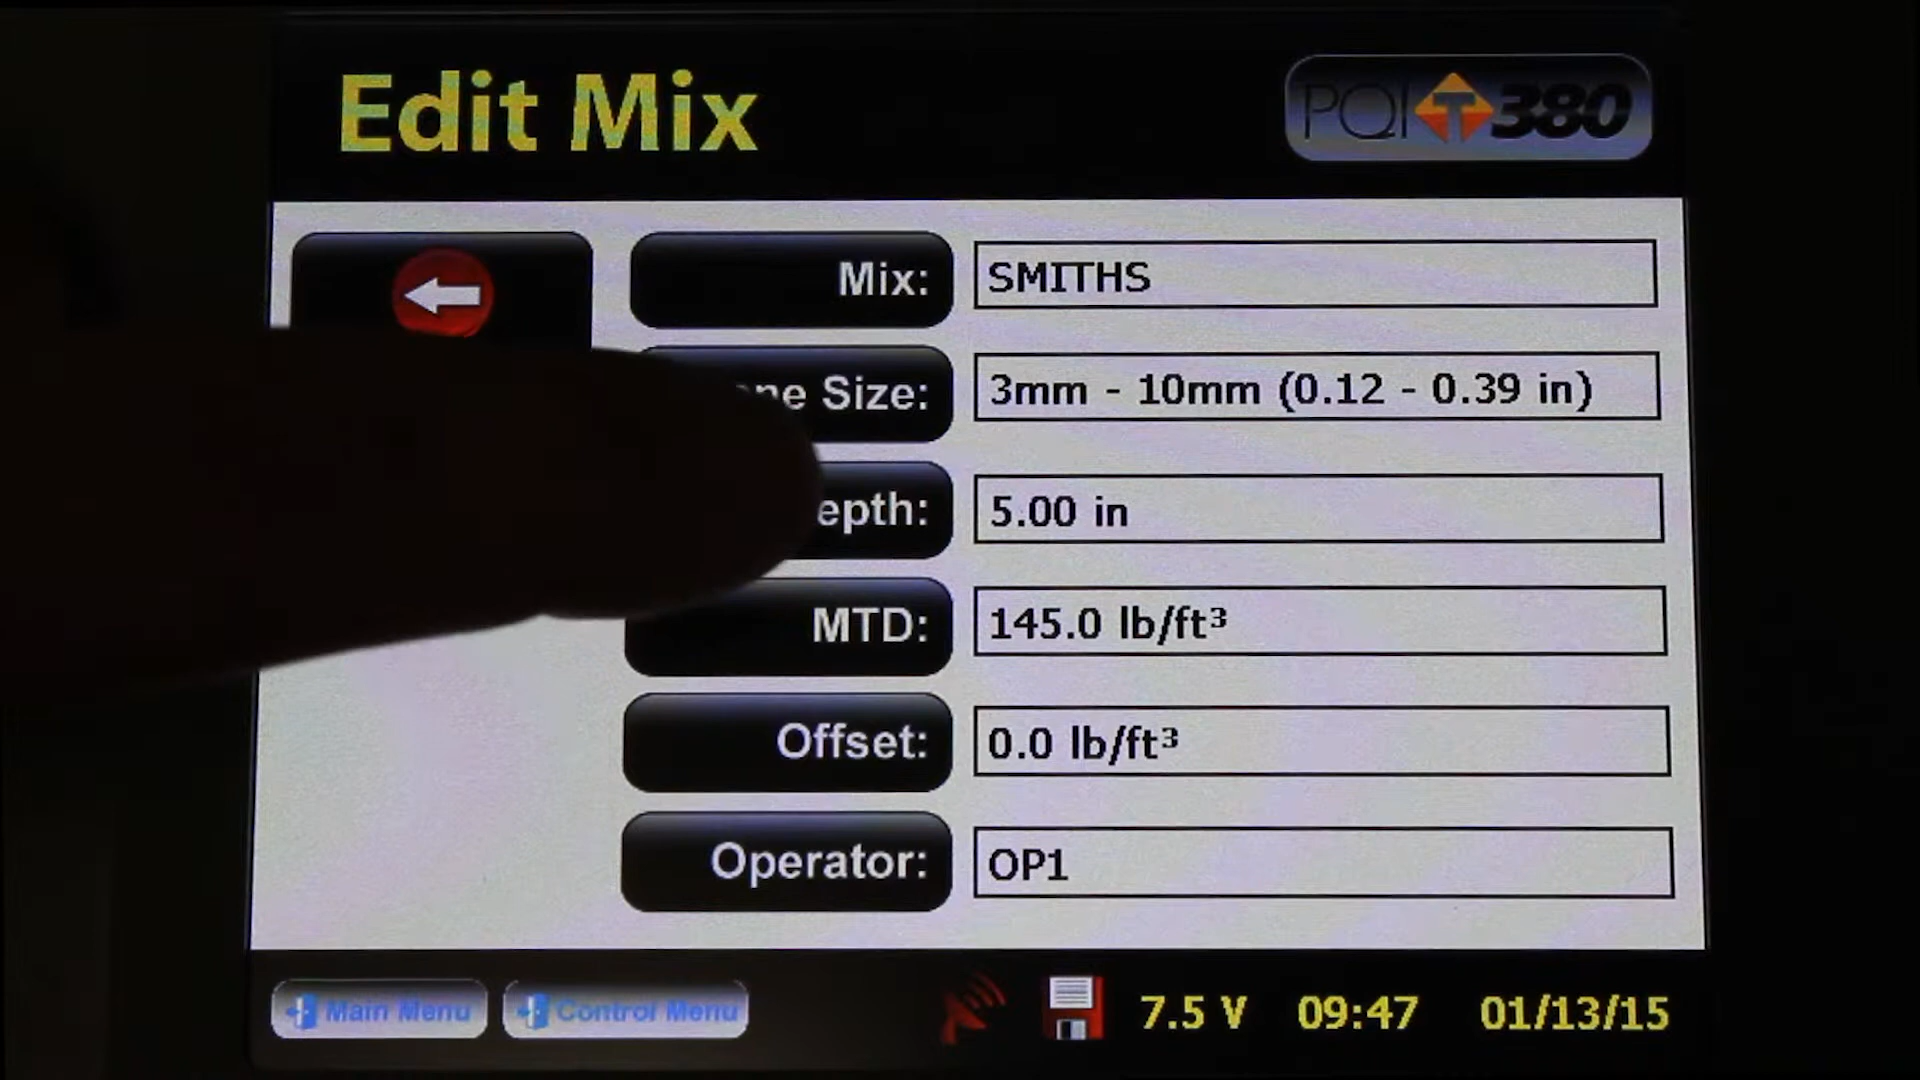 Edit Mix
PQI T 380
Mix: SMITHS
Size: 3mm - 10mm (0.12 - 0.39 in)
epth: 5.00 in
MTD: 145.0 lb/ft³
Offset: 0.0 lb/ft³
Operator: OP1
Main Menu Control Menu 7.5 V 09:47 01/13/15